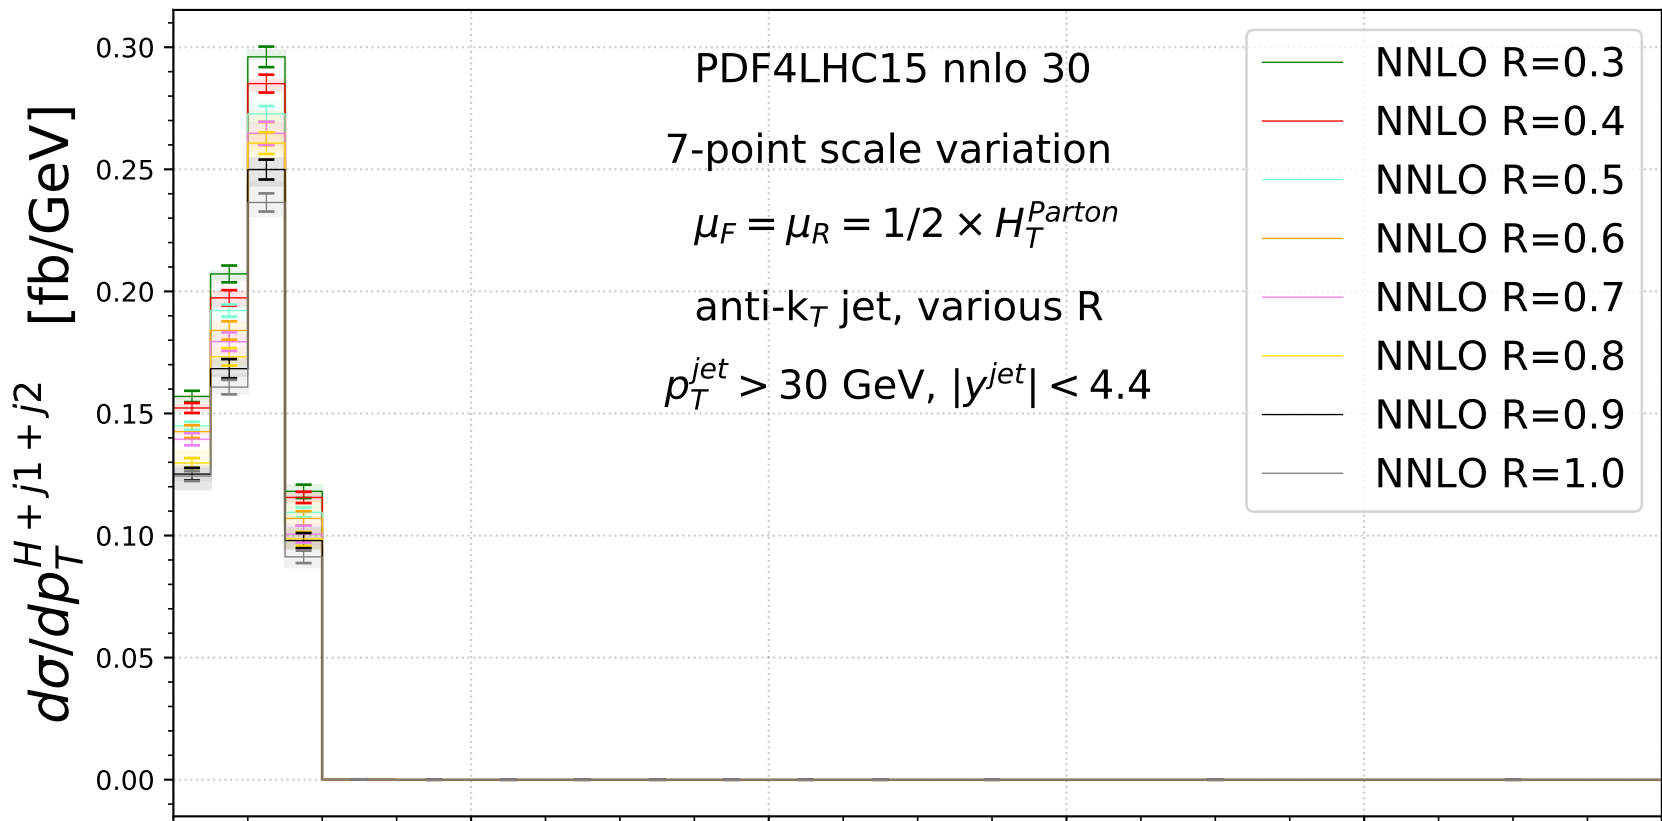 dσ/dp_T^{H + j1 + j2} [fb/GeV]
0.30
0.25
0.20
0.15
0.10
0.05
0.00
PDF4LHC15 nnlo 30
7-point scale variation
μ_F = μ_R = 1/2 × H_T^{Parton}
anti-k_T jet, various R
p_T^{jet} > 30 GeV, |y^{jet}| < 4.4
NNLO R=0.3
NNLO R=0.4
NNLO R=0.5
NNLO R=0.6
NNLO R=0.7
NNLO R=0.8
NNLO R=0.9
NNLO R=1.0